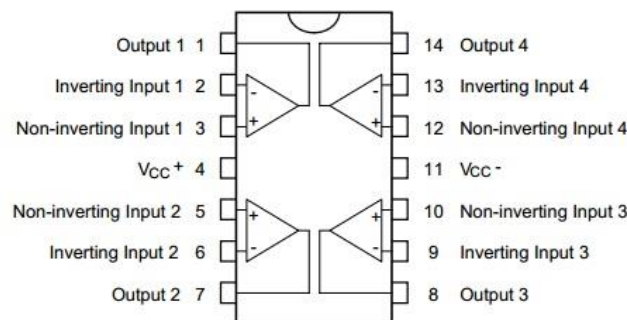 Output 1 1
14 Output 4
Inverting Input 1 2
- -
13 Inverting Input 4
Non-inverting Input 1 3
+ +
12 Non-inverting Input 4
VCC+ 4
11 VCC-
Non-inverting Input 2 5
+ +
10 Non-inverting Input 3
Inverting Input 2 6
- -
9 Inverting Input 3
Output 2 7
8 Output 3